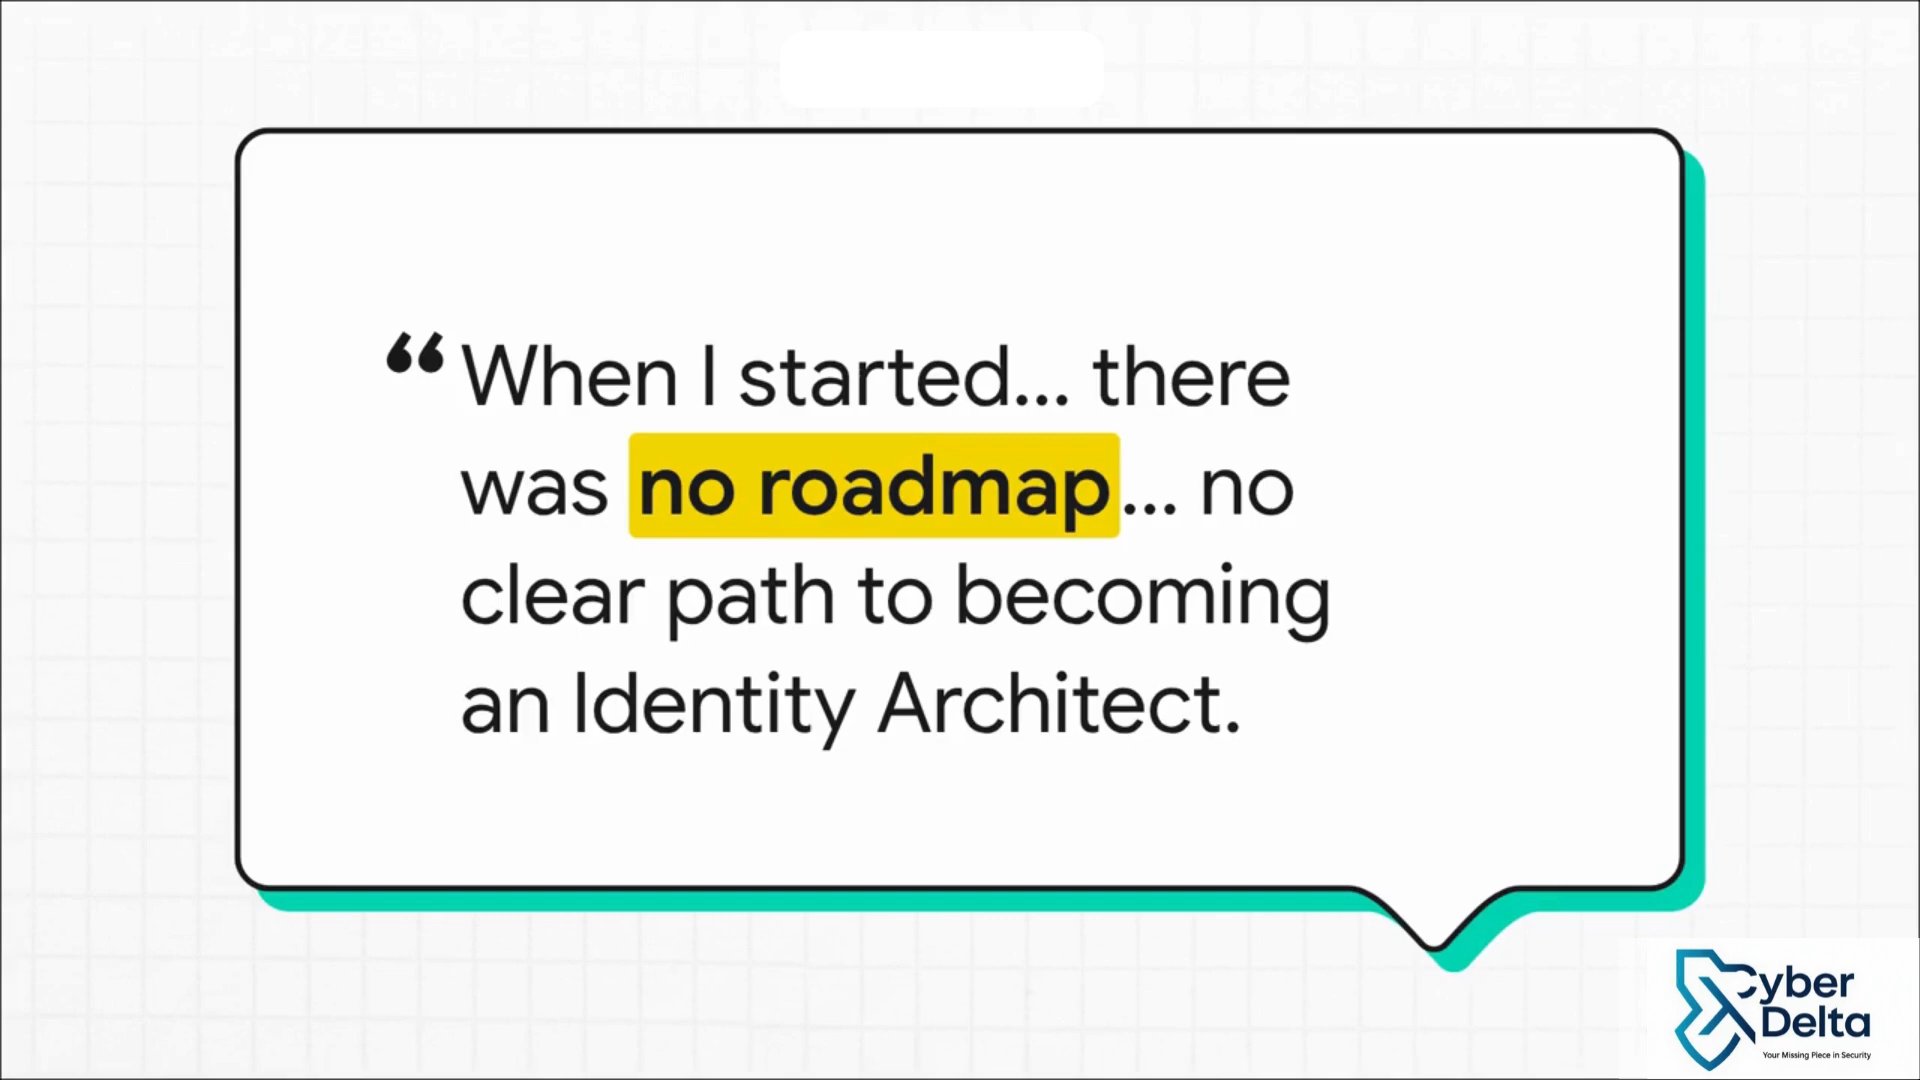 “When I started... there
was no roadmap... no
clear path to becoming
an Identity Architect.
Cyber
Delta
Your Missing Piece in Security